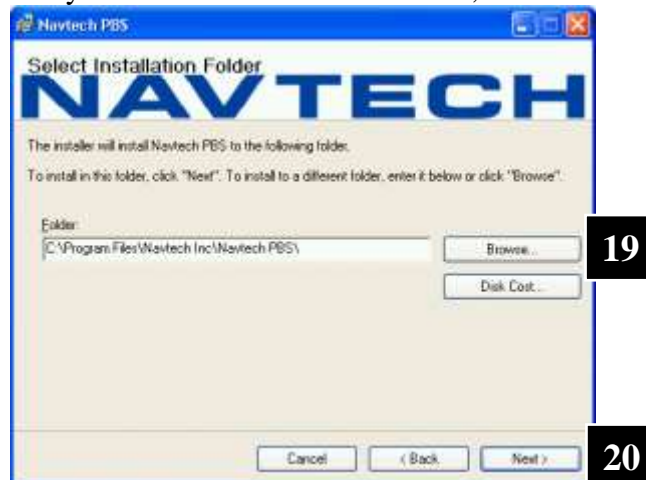 Navtech PBS
Select Installation Folder
NAVTECH
The installer will install Navtech PBS to the following folder.
To install in this folder, click "Next". To install to a different folder, enter it below or click "Browse".
Folder:
C:\Program Files\Navtech Inc\Navtech PBS\
Browse...
19
Disk Cost...
Cancel
< Back
Next >
20